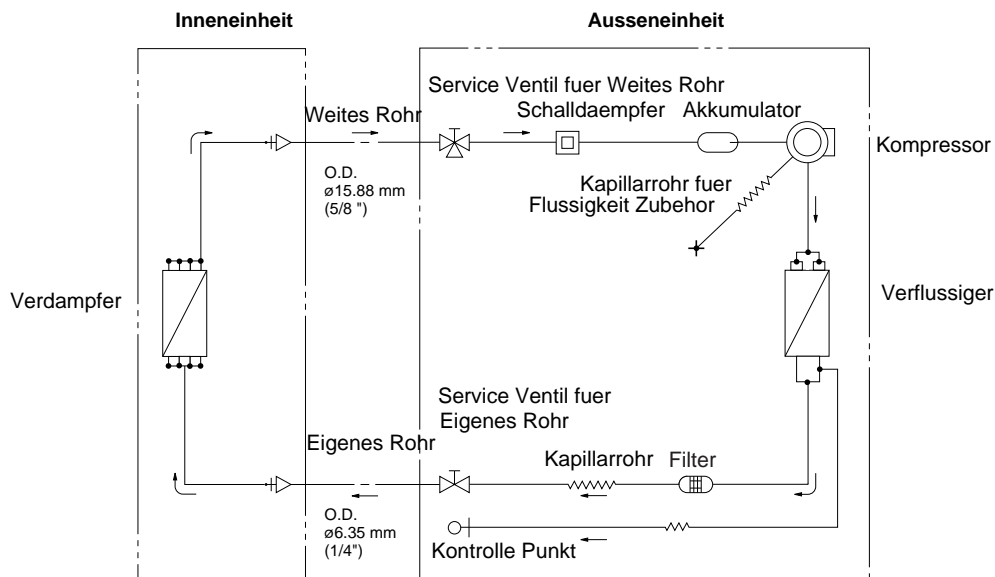 Inneneinheit
Ausseneinheit
Service Ventil fuer Weites Rohr
Weites Rohr
Schalldaempfer
Akkumulator
Kompressor
O.D.
ø15.88 mm
(5/8 ")
Kapillarrohr fuer
Flussigkeit Zubehor
Verdampfer
Verflussiger
Service Ventil fuer
Eigenes Rohr
Eigenes Rohr
Kapillarrohr
Filter
O.D.
ø6.35 mm
(1/4")
Kontrolle Punkt